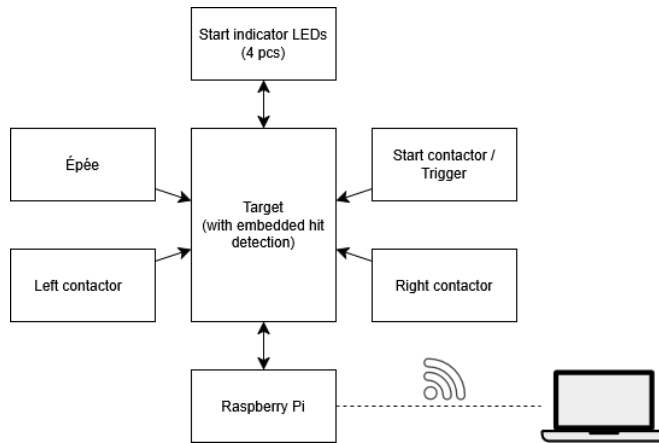 Start indicator LEDs
(4 pcs)
Épée
Start contactor /
Trigger
Target
(with embedded hit
detection)
Left contactor
Right contactor
Raspberry Pi